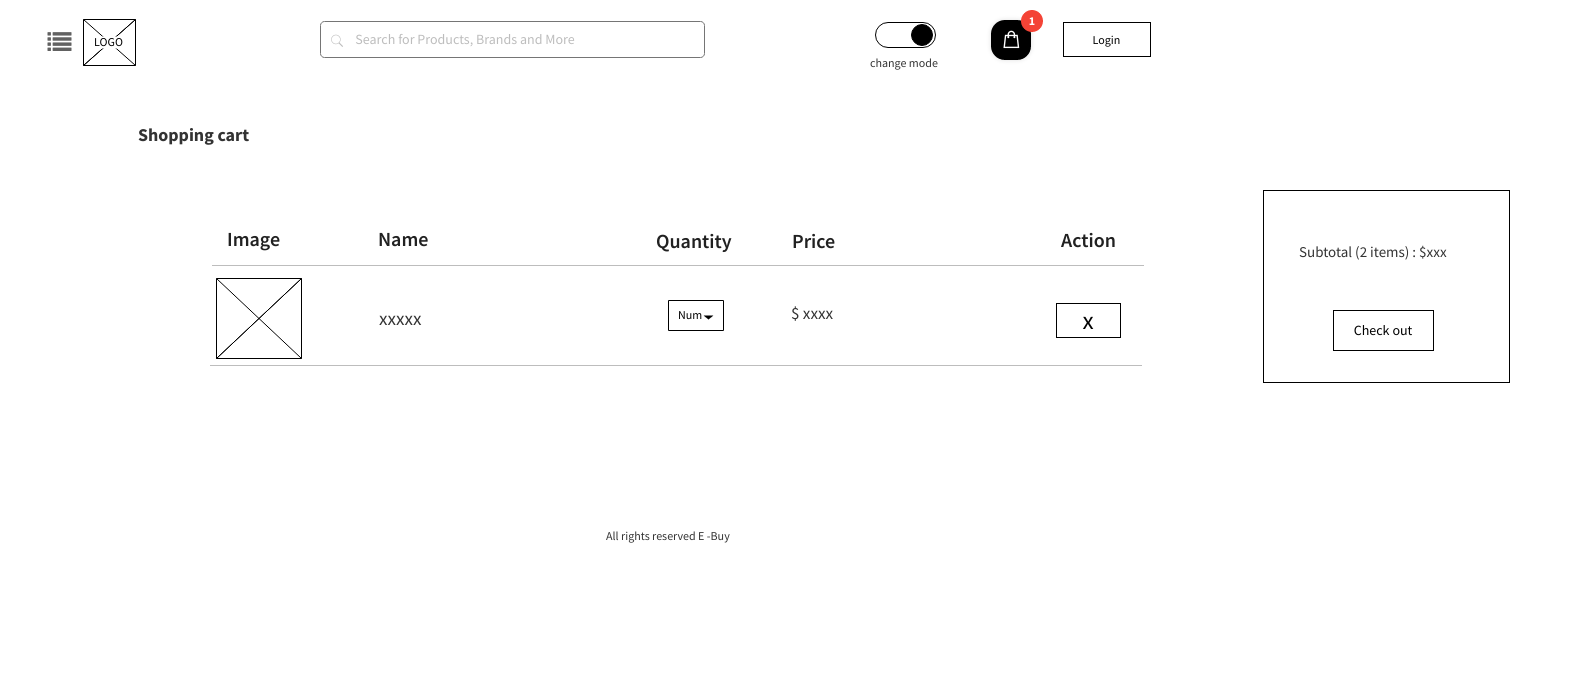 LOGO
Search for Products, Brands and More
change mode
1
Login
Shopping cart
Image Name Quantity Price Action
xxxxx Num $ xxxx X
Subtotal (2 items) : $xxx
Check out
All rights reserved E -Buy